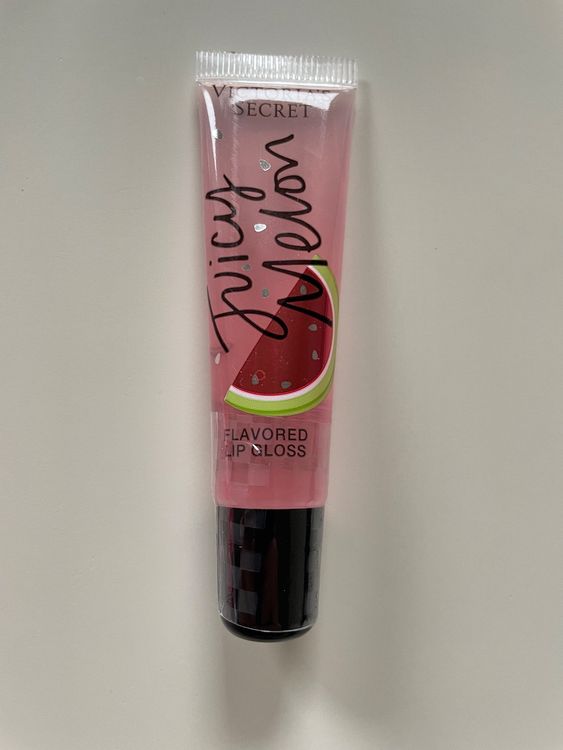 VICTORIA'S
SECRET
Juicy
Melon
FLAVORED
LIP GLOSS